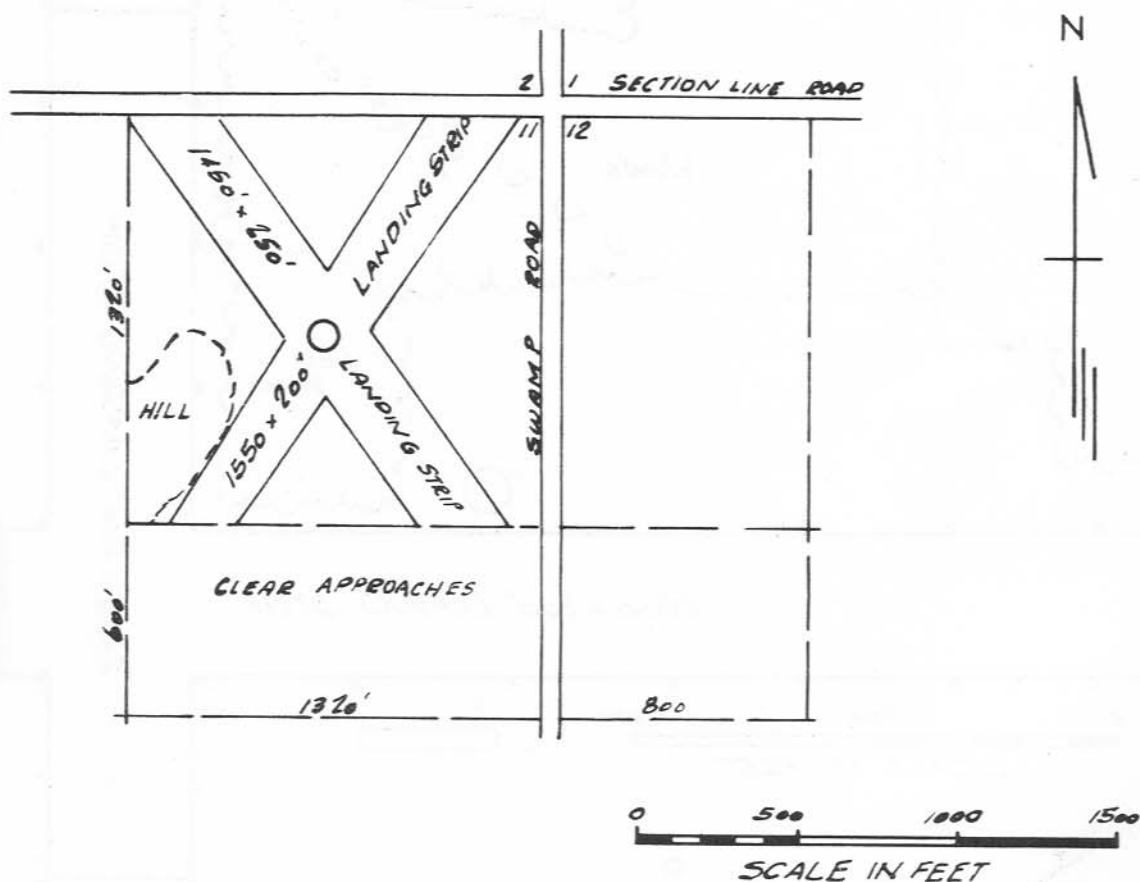 N
2 1 SECTION LINE ROAD
11 12
1460' x 250'
LANDING STRIP
1320'
SWAMP ROAD
HILL
1550 x 200'
LANDING STRIP
CLEAR APPROACHES
600'
1320'
800
0 500 1000 1500
SCALE IN FEET